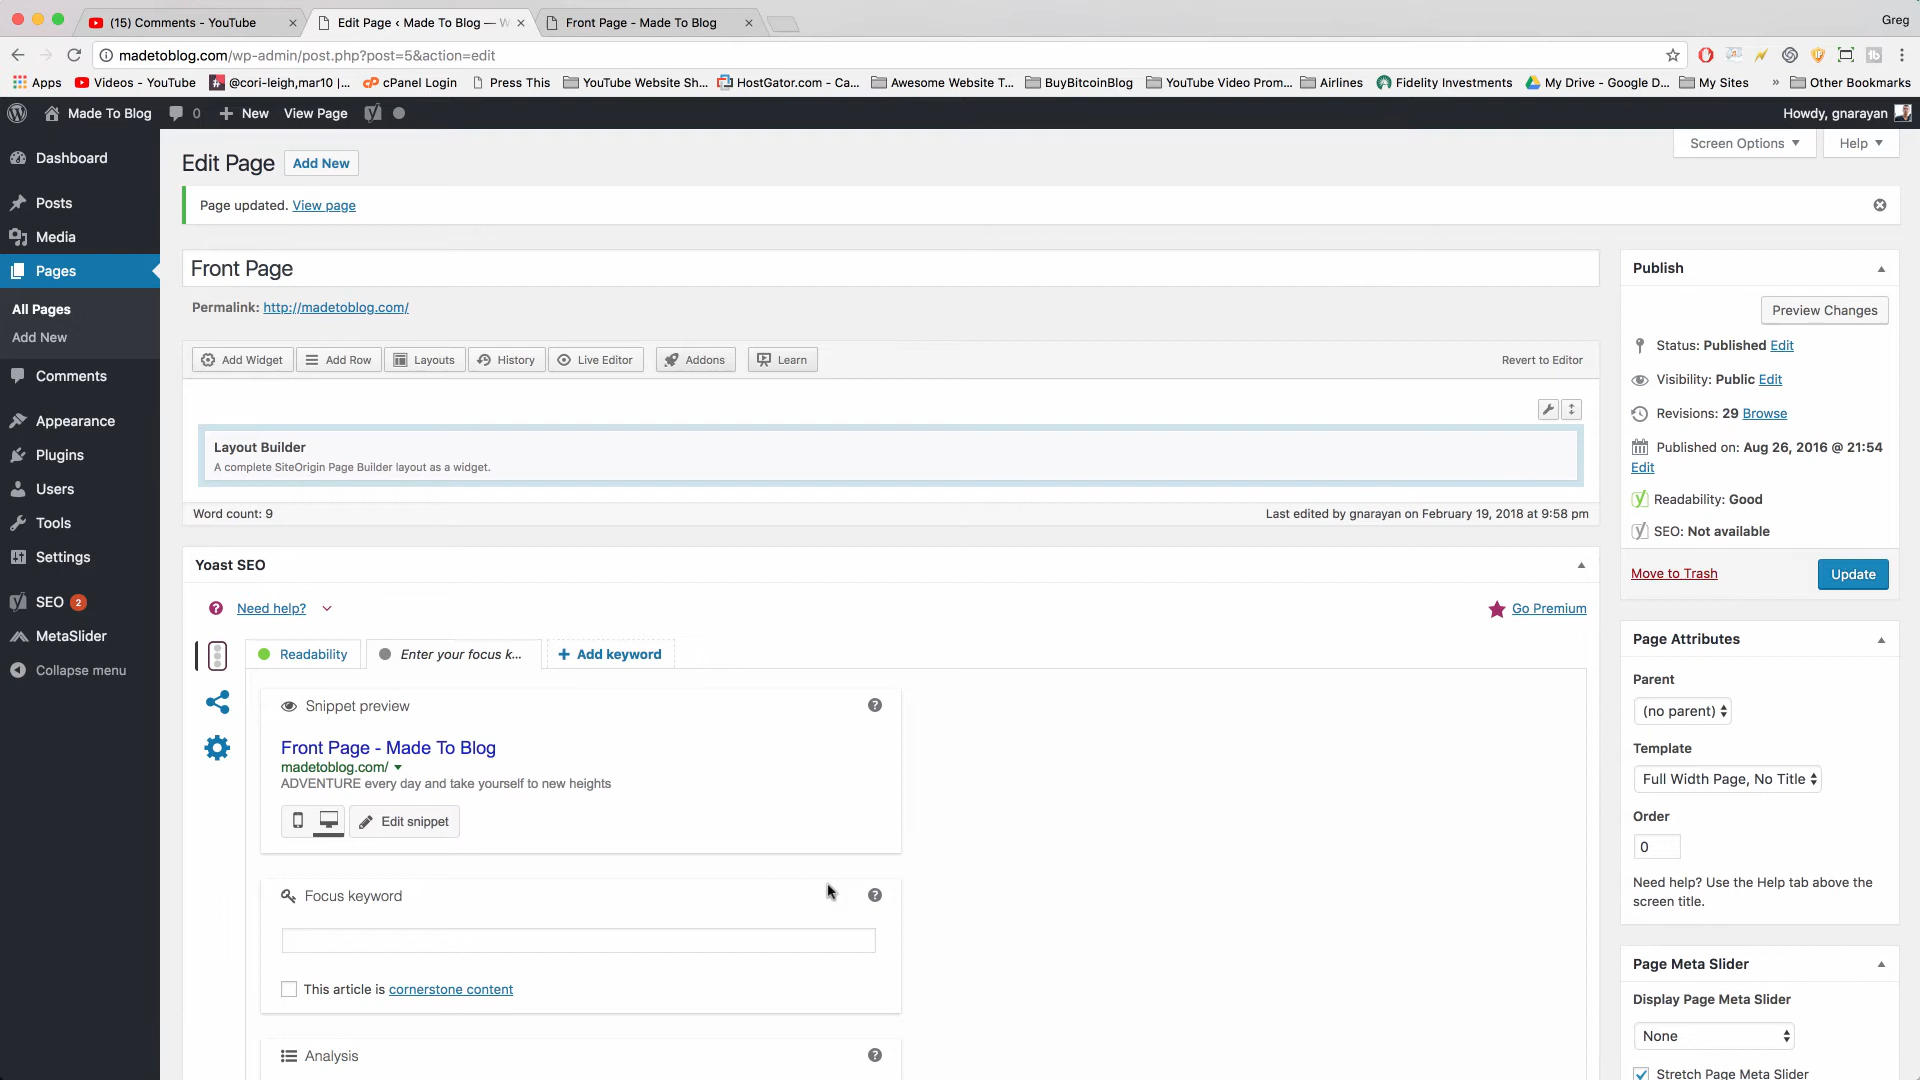 (15) Comments - YouTube
Edit Page ‹ Made To Blog — W
Front Page - Made To Blog
Greg
madetoblog.com/wp-admin/post.php?post=5&action=edit
Apps
Videos - YouTube
@cori-leigh,mar10 |...
cPanel Login
Press This
YouTube Website Sh...
HostGator.com - Ca...
Awesome Website T...
BuyBitcoinBlog
YouTube Video Prom...
Airlines
Fidelity Investments
My Drive - Google D...
My Sites
»
Other Bookmarks
Made To Blog
0
New
View Page
Howdy, gnarayan
Dashboard
Posts
Media
Pages
All Pages
Add New
Comments
Appearance
Plugins
Users
Tools
Settings
SEO 2
MetaSlider
Collapse menu
Screen Options
Help
Edit Page
Add New
Page updated. View page
Front Page
Permalink: http://madetoblog.com/
Add Widget
Add Row
Layouts
History
Live Editor
Addons
Learn
Revert to Editor
Layout Builder
A complete SiteOrigin Page Builder layout as a widget.
Word count: 9
Last edited by gnarayan on February 19, 2018 at 9:58 pm
Yoast SEO
Need help?
Go Premium
Readability
Enter your focus k...
Add keyword
Snippet preview
Front Page - Made To Blog
madetoblog.com/
ADVENTURE every day and take yourself to new heights
Edit snippet
Focus keyword
This article is cornerstone content
Analysis
Publish
Preview Changes
Status: Published Edit
Visibility: Public Edit
Revisions: 29 Browse
Published on: Aug 26, 2016 @ 21:54
Edit
Readability: Good
SEO: Not available
Move to Trash
Update
Page Attributes
Parent
(no parent)
Template
Full Width Page, No Title
Order
0
Need help? Use the Help tab above the
screen title.
Page Meta Slider
Display Page Meta Slider
None
Stretch Page Meta Slider